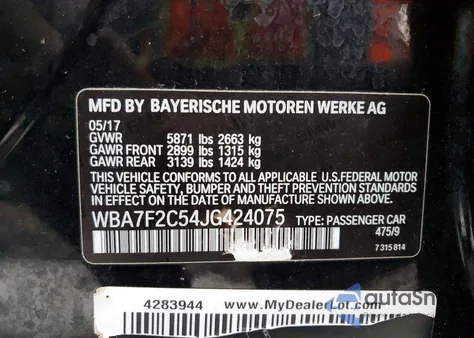 MFD BY BAYERISCHE MOTOREN WERKE AG
05/17
GVWR 5871 lbs 2663 kg
GAWR FRONT 2899 lbs 1315 kg
GAWR REAR 3139 lbs 1424 kg
THIS VEHICLE CONFORMS TO ALL APPLICABLE
U.S.FEDERAL MOTOR VEHICLE SAFETY, BUMPER,
AND THEFT PREVENTION STANDARDS IN
EFFECT ON THE DATE OF MANUFACTURE
SHOWN ABOVE.
WBA7F2C54JG424075 TYPE: PASSENGER CAR
475/9
7 315 814
4283944 www.MyDealerLot.com
autaSn